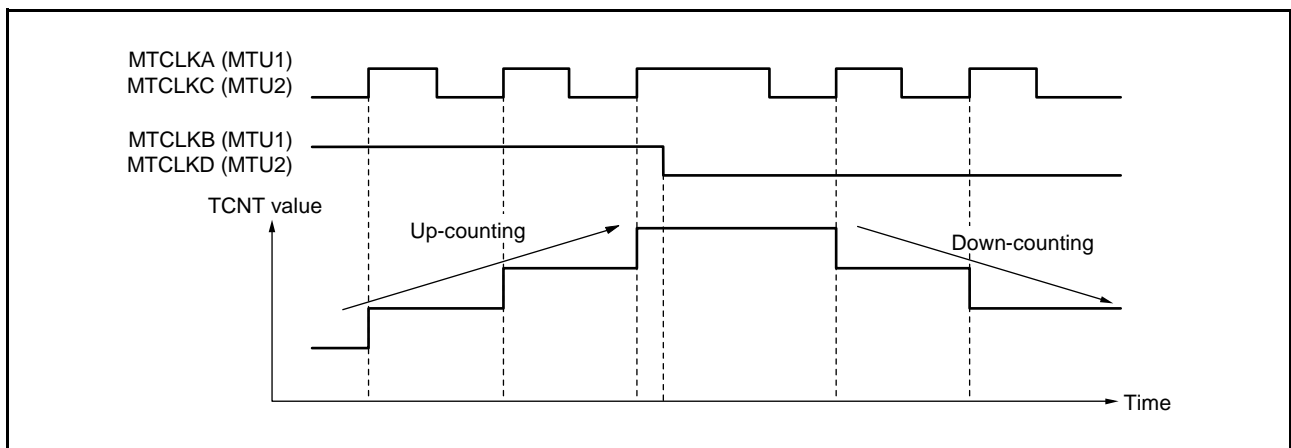 MTCLKA (MTU1)
MTCLKC (MTU2)
MTCLKB (MTU1)
MTCLKD (MTU2)
TCNT value
Up-counting
Down-counting
Time